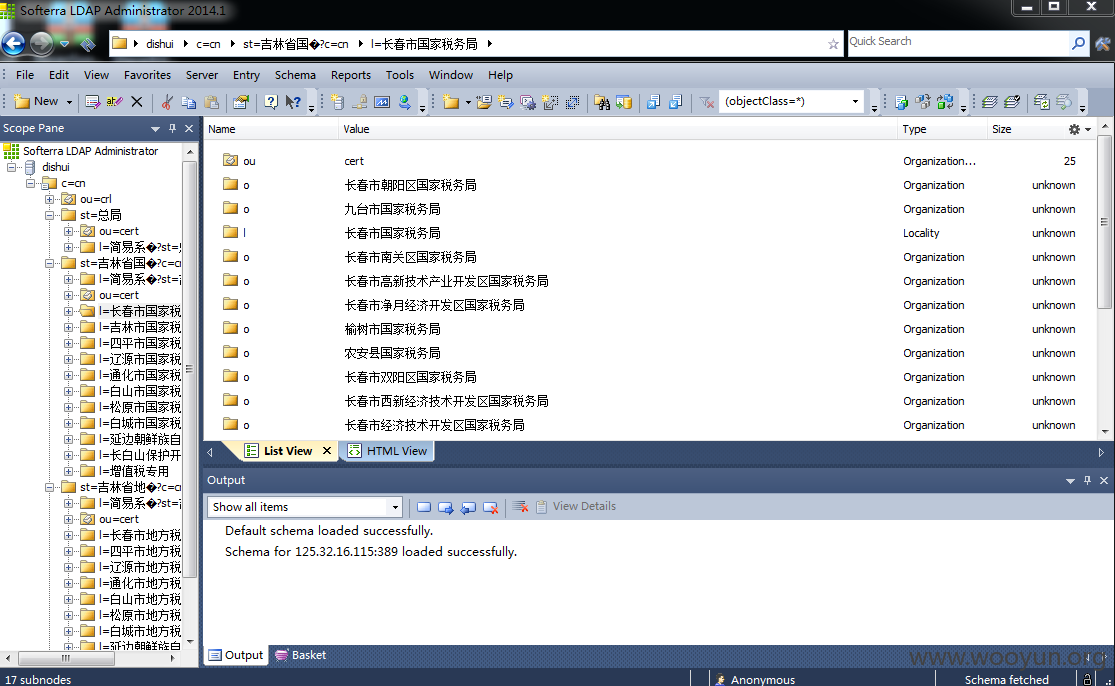 Softerra LDAP Administrator 2014.1
dishui c=cn st=吉林省国�?c=cn l=长春市国家税务局
Quick Search
File Edit View Favorites Server Entry Schema Reports Tools Window Help
New (objectClass=*)
Scope Pane
Softerra LDAP Administrator
dishui
c=cn
ou=crl
st=总局
ou=cert
l=简易系�?st=
st=吉林省国�?c=cn
l=简易系�?st=
ou=cert
l=长春市国家税
l=吉林市国家税
l=四平市国家税
l=辽源市国家税
l=通化市国家税
l=白山市国家税
l=松原市国家税
l=白城市国家税
l=延边朝鲜族自
l=长白山保护开
l=增值税专用
st=吉林省地�?c=cn
l=简易系�?st=
ou=cert
l=长春市地方税
l=四平市地方税
l=辽源市地方税
l=通化市地方税
l=白山市地方税
l=松原市地方税
l=白城市地方税
l=延边朝鲜族自
Name Value Type Size
ou cert Organization... 25
o 长春市朝阳区国家税务局 Organization unknown
o 九台市国家税务局 Organization unknown
l 长春市国家税务局 Locality unknown
o 长春市南关区国家税务局 Organization unknown
o 长春市高新技术产业开发区国家税务局 Organization unknown
o 长春市净月经济开发区国家税务局 Organization unknown
o 榆树市国家税务局 Organization unknown
o 农安县国家税务局 Organization unknown
o 长春市双阳区国家税务局 Organization unknown
o 长春市西新经济技术开发区国家税务局 Organization unknown
o 长春市经济技术开发区国家税务局 Organization unknown
List View HTML View
Output
Show all items View Details
Default schema loaded successfully.
Schema for 125.32.16.115:389 loaded successfully.
Output Basket
www.wooyun.org
17 subnodes Anonymous Schema fetched